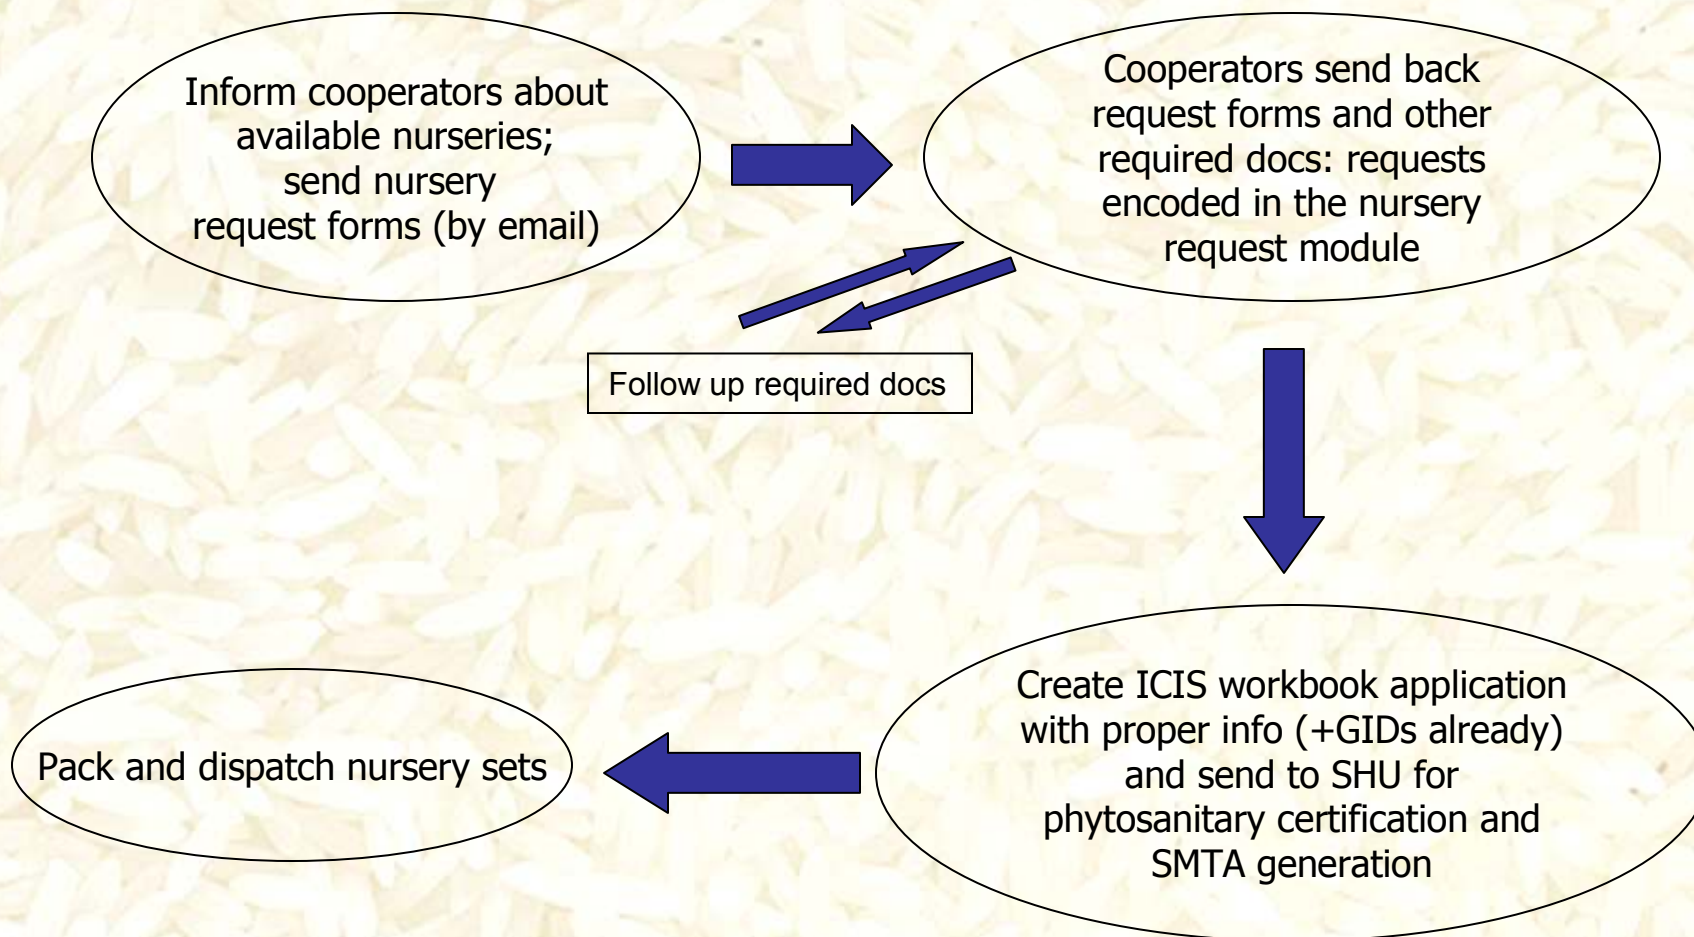 Inform cooperators about
available nurseries;
send nursery
request forms (by email)
Cooperators send back
request forms and other
required docs: requests
encoded in the nursery
request module
Follow up required docs
Create ICIS workbook application
with proper info (+GIDs already)
and send to SHU for
phytosanitary certification and
SMTA generation
Pack and dispatch nursery sets